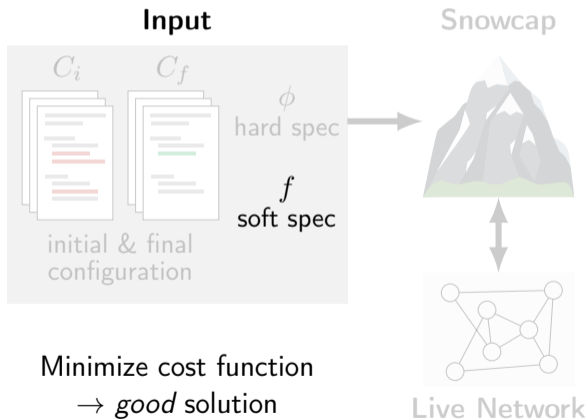 Input
Snowcap
C_i
C_f
ϕ
hard spec
f
soft spec
initial & final
configuration
Minimize cost function
→ good solution
Live Network